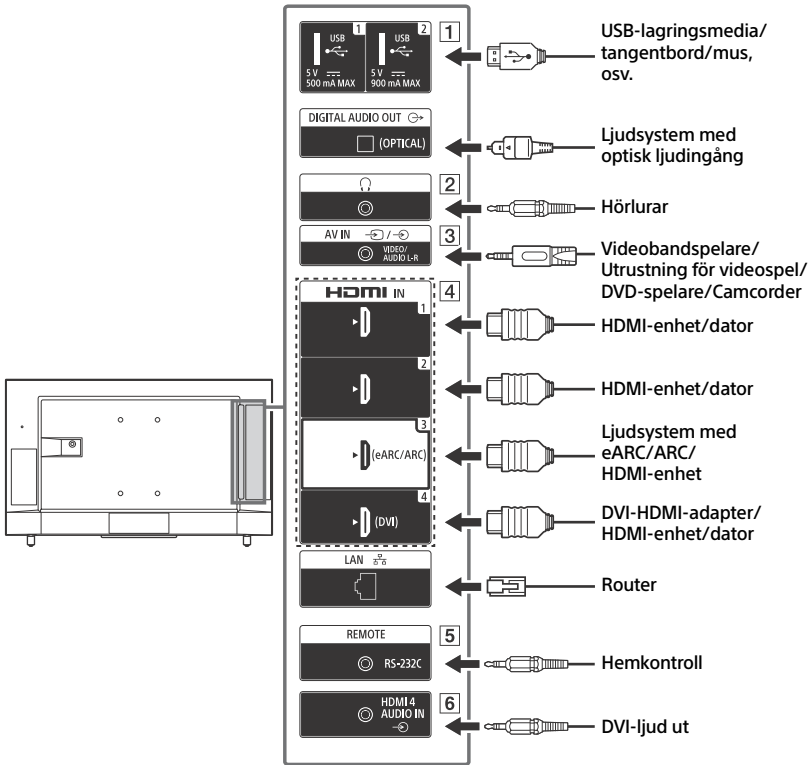 1
USB
2
USB
5 V
500 mA MAX
5 V
900 mA MAX
1
USB-lagringsmedia/
tangentbord/mus,
osv.
DIGITAL AUDIO OUT
(OPTICAL)
Ljudsystem med
optisk ljudingång
2
Hörlurar
AV IN /
VIDEO/
AUDIO L-R
3
Videobandspelare/
Utrustning för videospel/
DVD-spelare/Camcorder
HDMI IN
4
1
HDMI-enhet/dator
2
HDMI-enhet/dator
3
(eARC/ARC)
Ljudsystem med
eARC/ARC/
HDMI-enhet
4
(DVI)
DVI-HDMI-adapter/
HDMI-enhet/dator
LAN
Router
REMOTE
5
RS-232C
Hemkontroll
HDMI 4
AUDIO IN
6
DVI-ljud ut